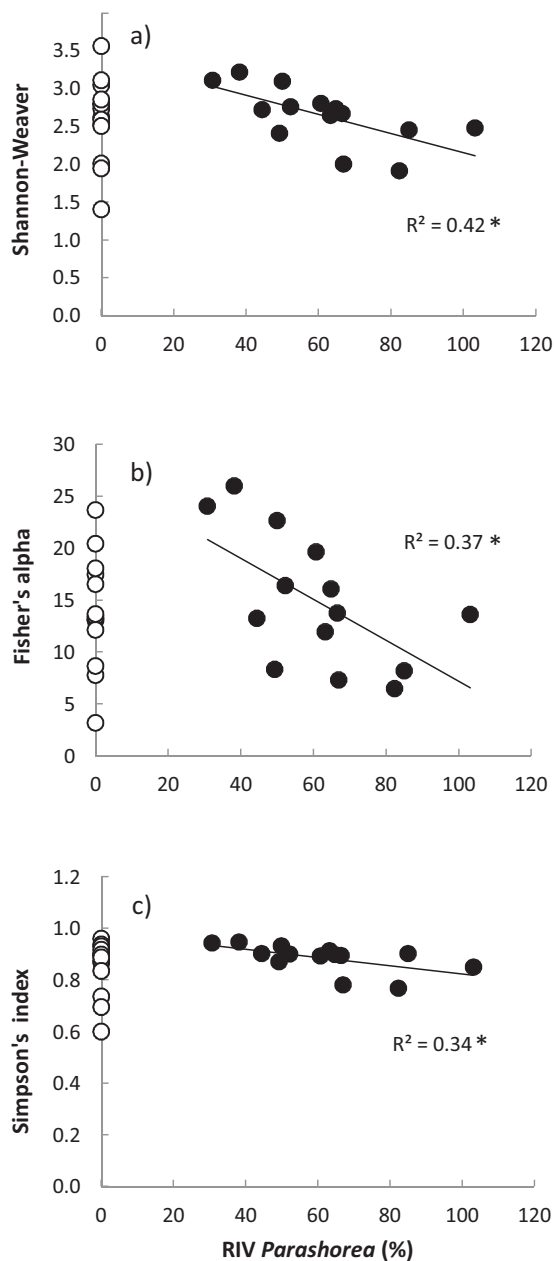 a)
Shannon-Weaver
3.5
3.0
2.5
2.0
1.5
1.0
0.5
0.0
R² = 0.42 *
0 20 40 60 80 100 120
b)
Fisher's alpha
30
25
20
15
10
5
0
R² = 0.37 *
0 20 40 60 80 100 120
c)
Simpson's index
1.2
1.0
0.8
0.6
0.4
0.2
0.0
R² = 0.34 *
0 20 40 60 80 100 120
RIV Parashorea (%)